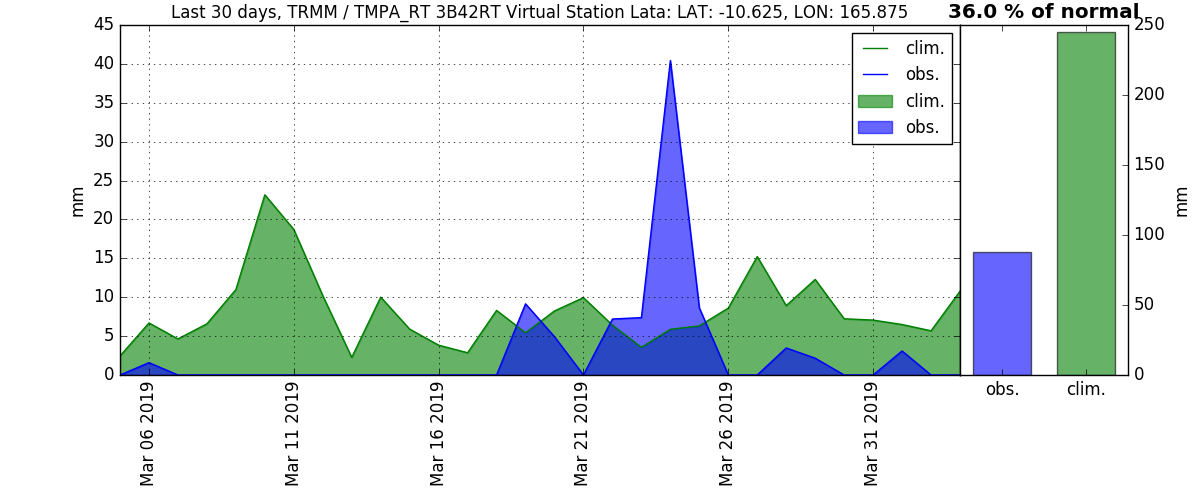 Last 30 days, TRMM / TMPA_RT 3B42RT Virtual Station Lata: LAT: -10.625, LON: 165.875
36.0 % of normal
45
40
35
30
25
20
15
10
5
0
mm
clim.
obs.
clim.
obs.
Mar 06 2019
Mar 11 2019
Mar 16 2019
Mar 21 2019
Mar 26 2019
Mar 31 2019
250
200
150
100
50
0
mm
obs.
clim.